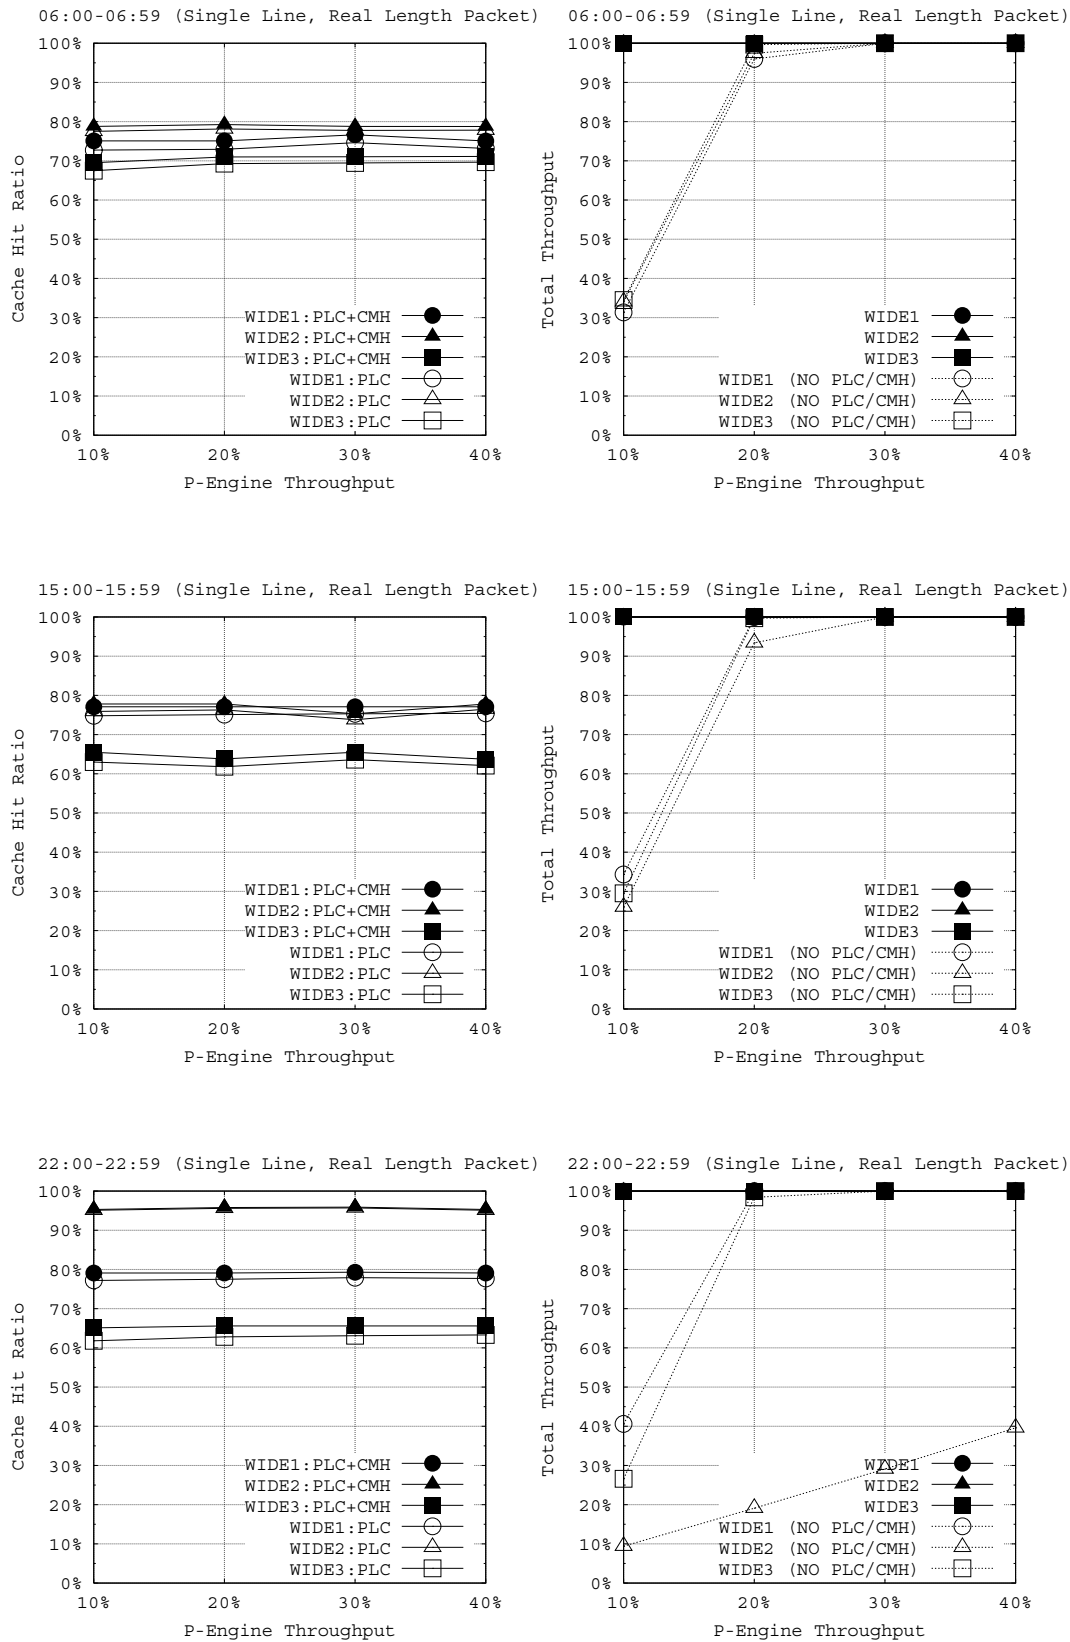 06:00-06:59 (Single Line, Real Length Packet)
100%
90%
80%
70%
60%
50%
40%
30%
20%
10%
0%
Cache Hit Ratio
WIDE1:PLC+CMH
WIDE2:PLC+CMH
WIDE3:PLC+CMH
WIDE1:PLC
WIDE2:PLC
WIDE3:PLC
10% 20% 30% 40%
P-Engine Throughput
06:00-06:59 (Single Line, Real Length Packet)
100%
90%
80%
70%
60%
50%
40%
30%
20%
10%
0%
Total Throughput
WIDE1
WIDE2
WIDE3
WIDE1 (NO PLC/CMH)
WIDE2 (NO PLC/CMH)
WIDE3 (NO PLC/CMH)
10% 20% 30% 40%
P-Engine Throughput
15:00-15:59 (Single Line, Real Length Packet)
100%
90%
80%
70%
60%
50%
40%
30%
20%
10%
0%
Cache Hit Ratio
WIDE1:PLC+CMH
WIDE2:PLC+CMH
WIDE3:PLC+CMH
WIDE1:PLC
WIDE2:PLC
WIDE3:PLC
10% 20% 30% 40%
P-Engine Throughput
15:00-15:59 (Single Line, Real Length Packet)
100%
90%
80%
70%
60%
50%
40%
30%
20%
10%
0%
Total Throughput
WIDE1
WIDE2
WIDE3
WIDE1 (NO PLC/CMH)
WIDE2 (NO PLC/CMH)
WIDE3 (NO PLC/CMH)
10% 20% 30% 40%
P-Engine Throughput
22:00-22:59 (Single Line, Real Length Packet)
100%
90%
80%
70%
60%
50%
40%
30%
20%
10%
0%
Cache Hit Ratio
WIDE1:PLC+CMH
WIDE2:PLC+CMH
WIDE3:PLC+CMH
WIDE1:PLC
WIDE2:PLC
WIDE3:PLC
10% 20% 30% 40%
P-Engine Throughput
22:00-22:59 (Single Line, Real Length Packet)
100%
90%
80%
70%
60%
50%
40%
30%
20%
10%
0%
Total Throughput
WIDE1
WIDE2
WIDE3
WIDE1 (NO PLC/CMH)
WIDE2 (NO PLC/CMH)
WIDE3 (NO PLC/CMH)
10% 20% 30% 40%
P-Engine Throughput